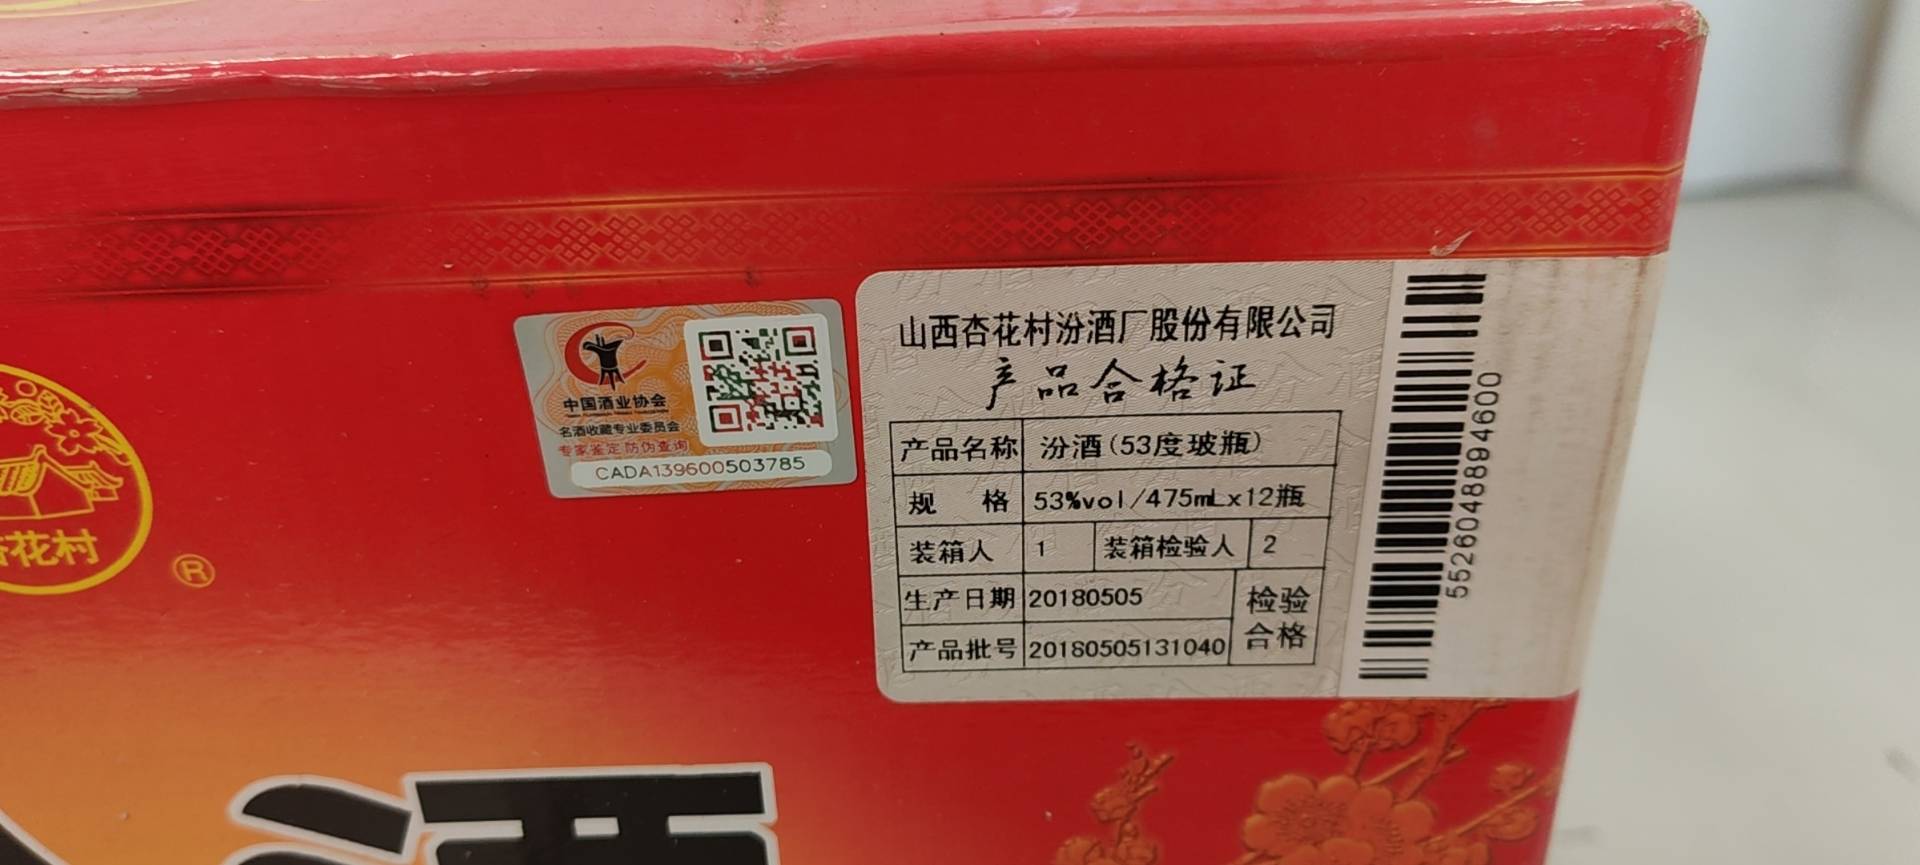 杏花村
®
中国酒业协会
名酒收藏专业委员会
专家鉴定 防伪查询
CADA139600503785
山西杏花村汾酒厂股份有限公司
产品合格证
产品名称 汾酒(53度玻瓶)
规 格 53%vol/475mLx12瓶
装箱人 1 装箱检验人 2
生产日期 20180505 检验
产品批号 20180505131040 合格
5526048894600
酒